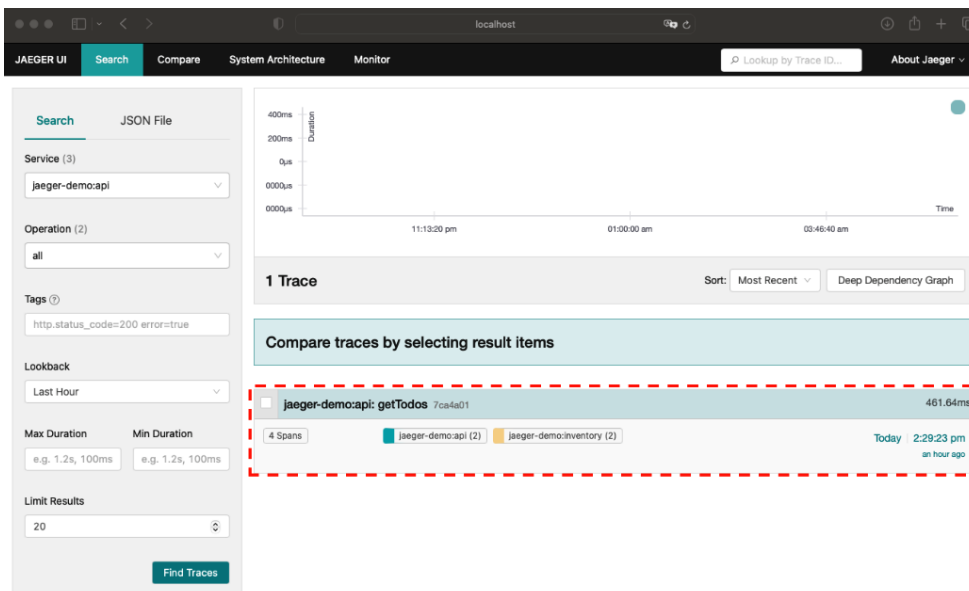 localhost
JAEGER UI Search Compare System Architecture Monitor Lookup by Trace ID... About Jaeger
Search JSON File
Service (3)
jaeger-demo:api
Operation (2)
all
Tags
http.status_code=200 error=true
Lookback
Last Hour
Max Duration Min Duration
e.g. 1.2s, 100ms e.g. 1.2s, 100ms
Limit Results
20
Find Traces
Duration
400ms
200ms
0μs
0000μs
0000μs
Time
11:13:20 pm 01:00:00 am 03:46:40 am
1 Trace Sort: Most Recent Deep Dependency Graph
Compare traces by selecting result items
jaeger-demo:api: getTodos 7ca4a01 461.64ms
4 Spans jaeger-demo:api (2) jaeger-demo:inventory (2) Today 2:29:23 pm
an hour ago